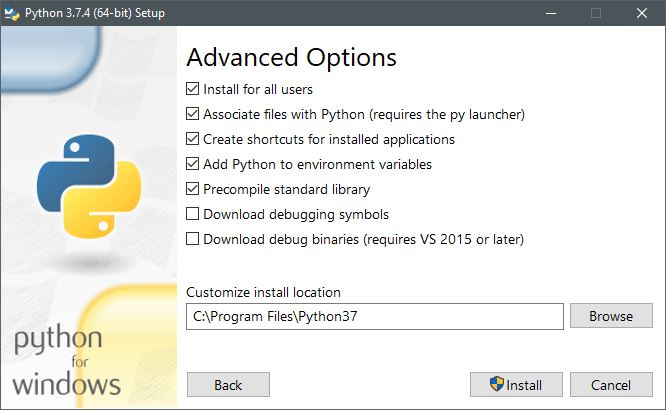 Python 3.7.4 (64-bit) Setup
Advanced Options
Install for all users
Associate files with Python (requires the py launcher)
Create shortcuts for installed applications
Add Python to environment variables
Precompile standard library
Download debugging symbols
Download debug binaries (requires VS 2015 or later)
Customize install location
C:\Program Files\Python37
Browse
python
for
windows
Back
Install
Cancel